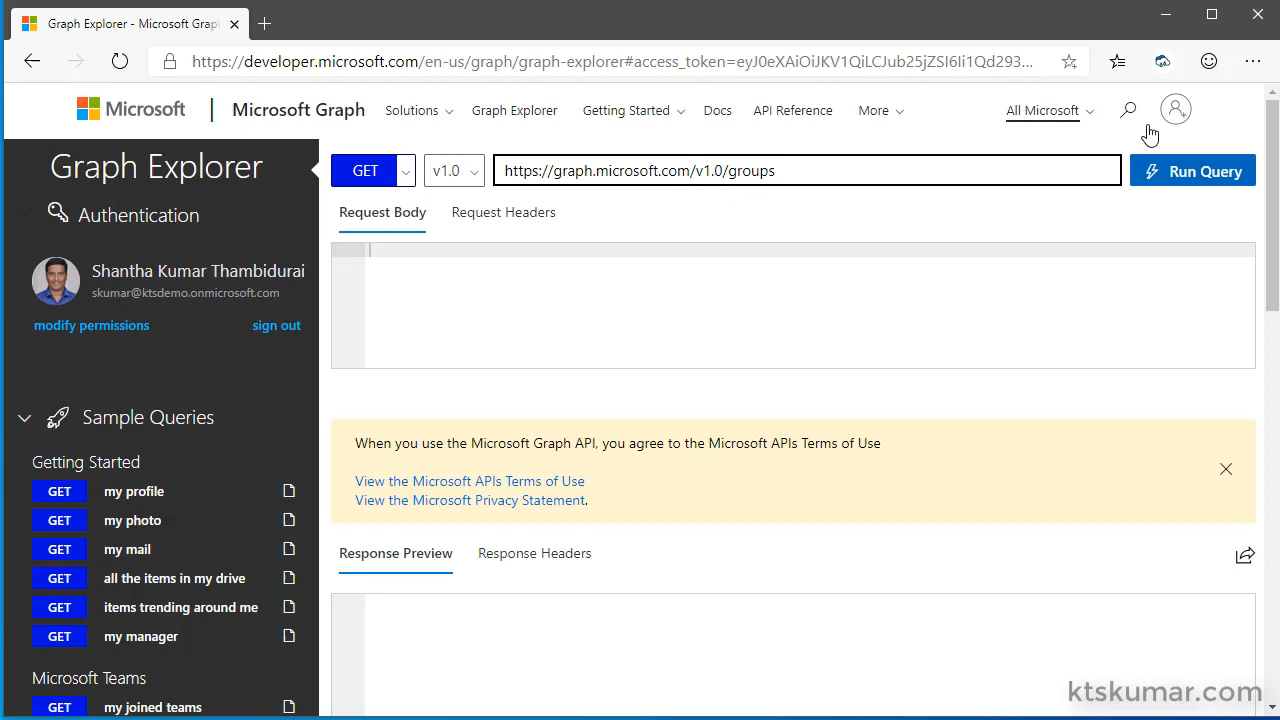 Graph Explorer - Microsoft Grap
https://developer.microsoft.com/en-us/graph/graph-explorer#access_token=eyJ0eXAiOiJKV1QiLCJub25jZSI6Ii1Qd293...
Microsoft
Microsoft Graph
Solutions
Graph Explorer
Getting Started
Docs
API Reference
More
All Microsoft
Graph Explorer
GET
v1.0
https://graph.microsoft.com/v1.0/groups
Run Query
Authentication
Request Body
Request Headers
Shantha Kumar Thambidurai
skumar@ktsdemo.onmicrosoft.com
modify permissions
sign out
Sample Queries
When you use the Microsoft Graph API, you agree to the Microsoft APIs Terms of Use
View the Microsoft APIs Terms of Use
View the Microsoft Privacy Statement.
Getting Started
GET my profile
GET my photo
GET my mail
GET all the items in my drive
GET items trending around me
GET my manager
Microsoft Teams
GET my joined teams
Response Preview
Response Headers
ktskumar.com